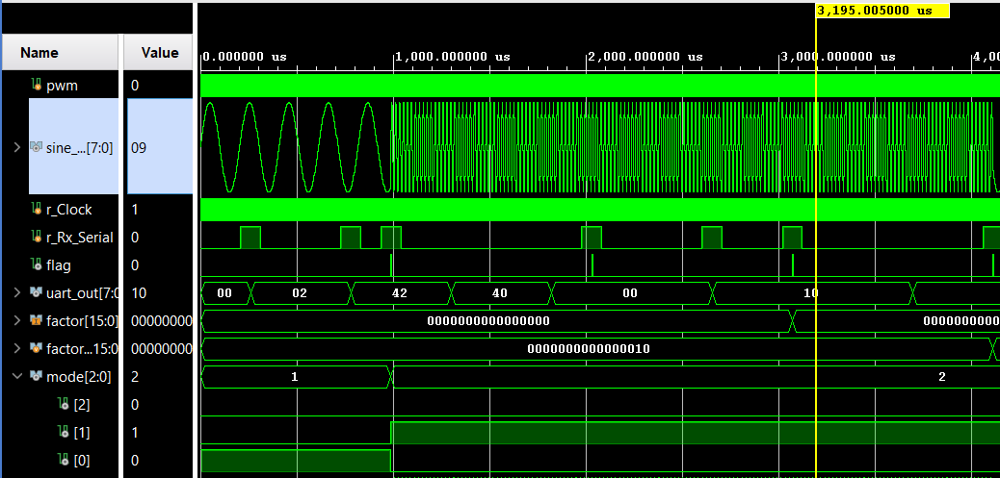 3,195.005000 us
Name Value
0.000000 us 1,000.000000 us 2,000.000000 us 3,000.000000 us 4,0
pwm 0
sine_...[7:0] 09
r_Clock 1
r_Rx_Serial 0
flag 0
uart_out[7:0 10 00 02 42 40 00 10
factor[15:0] 00000000 0000000000000000 0000000000
factor...15:0] 00000000 0000000000000010
mode[2:0] 2 1 2
[2] 0
[1] 1
[0] 0